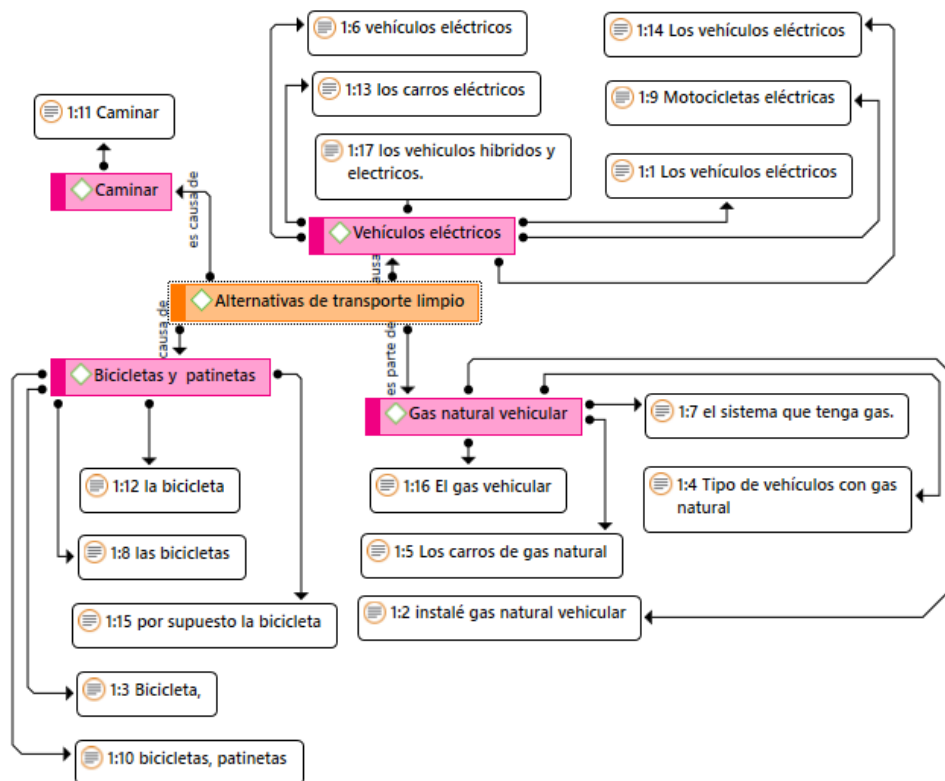 1:6 vehículos eléctricos
1:14 Los vehículos eléctricos
1:13 los carros eléctricos
1:9 Motocicletas eléctricas
1:11 Caminar
1:17 los vehiculos hibridos y
electricos.
1:1 Los vehículos eléctricos
Caminar
es causa de
Vehículos eléctricos
causa
Alternativas de transporte limpio
causa de
es parte de
Bicicletas y patinetas
Gas natural vehicular
1:7 el sistema que tenga gas.
1:12 la bicicleta
1:16 El gas vehicular
1:4 Tipo de vehículos con gas
natural
1:8 las bicicletas
1:5 Los carros de gas natural
1:15 por supuesto la bicicleta
1:2 instalé gas natural vehicular
1:3 Bicicleta,
1:10 bicicletas, patinetas